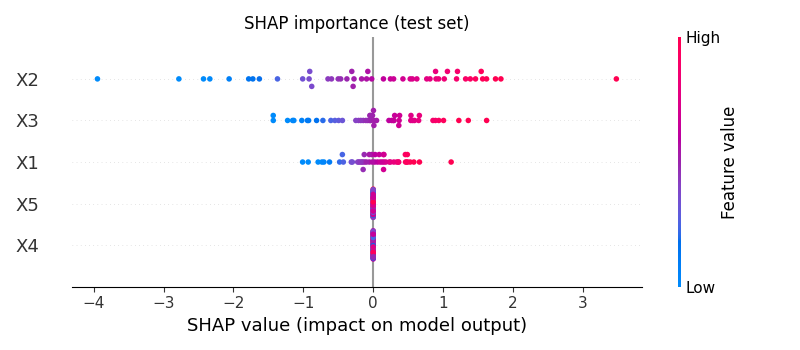 SHAP importance (test set)
High
X2
X3
X1
X5
X4
Feature value
Low
−4 −3 −2 −1 0 1 2 3
SHAP value (impact on model output)